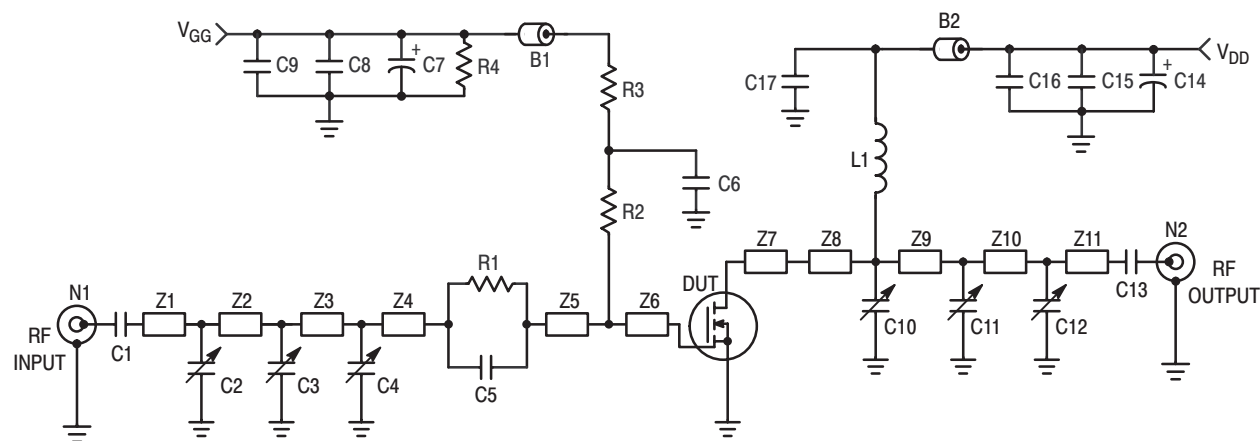 VGG
C9
C8
+
C7
R4
B1
R3
C6
R2
B2
C17
C16
C15
+
C14
VDD
L1
N1
RF
INPUT
C1
Z1
Z2
Z3
Z4
C2
C3
C4
R1
C5
Z5
Z6
DUT
Z7
Z8
Z9
Z10
Z11
C10
C11
C12
C13
N2
RF
OUTPUT